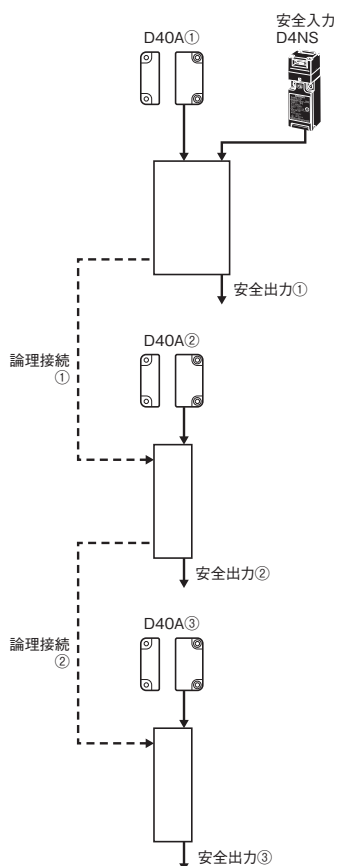 D40A①
安全入力
D4NS
安全出力①
論理接続
①
D40A②
安全出力②
論理接続
②
D40A③
安全出力③